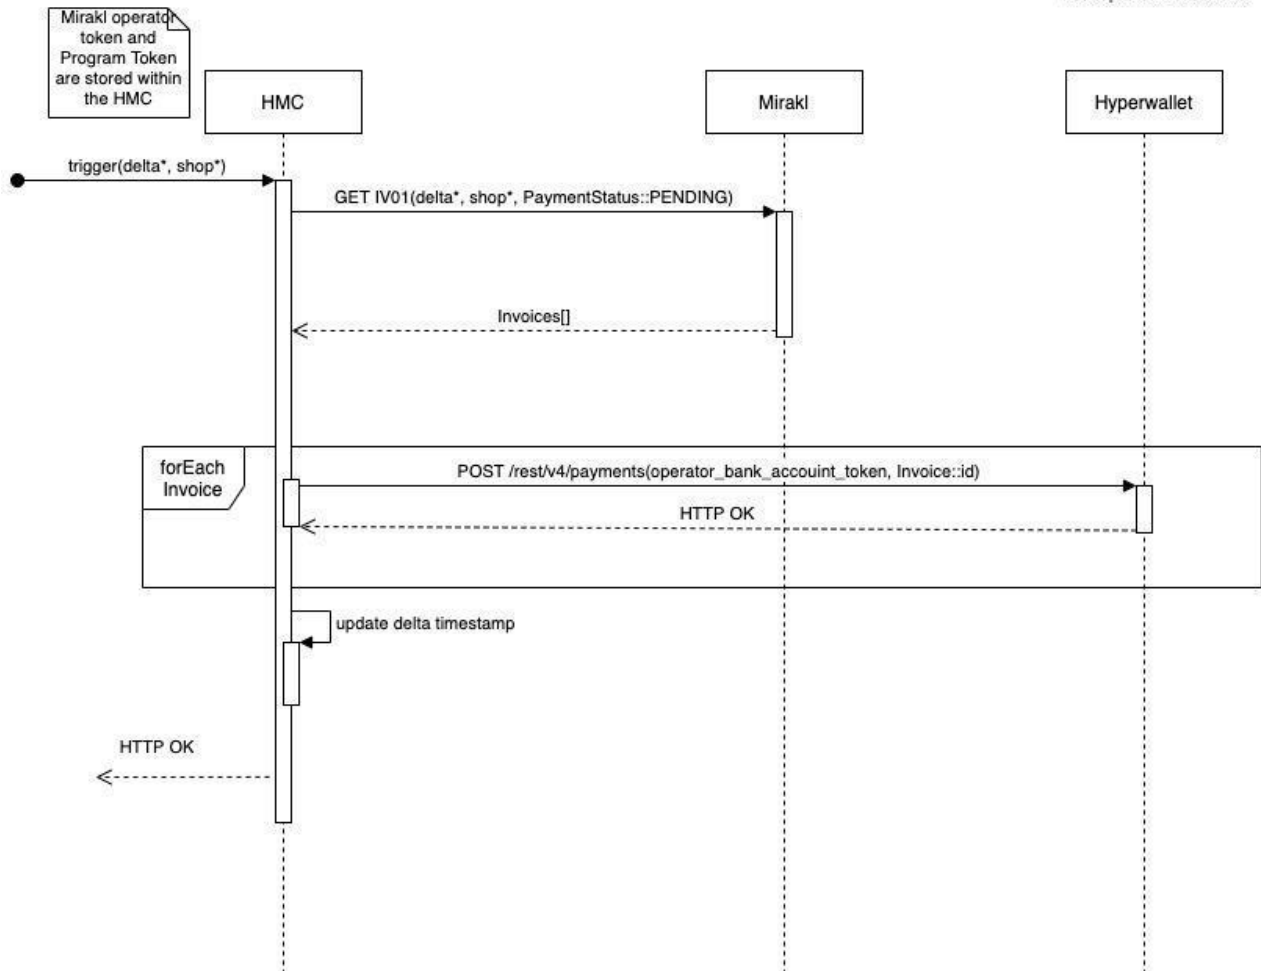 Mirakl operator
token and
Program Token
are stored within
the HMC
HMC
Mirakl
Hyperwallet
trigger(delta*, shop*)
GET IV01(delta*, shop*, PaymentStatus::PENDING)
Invoices[]
forEach
Invoice
POST /rest/v4/payments(operator_bank_accouint_token, Invoice::id)
HTTP OK
update delta timestamp
HTTP OK